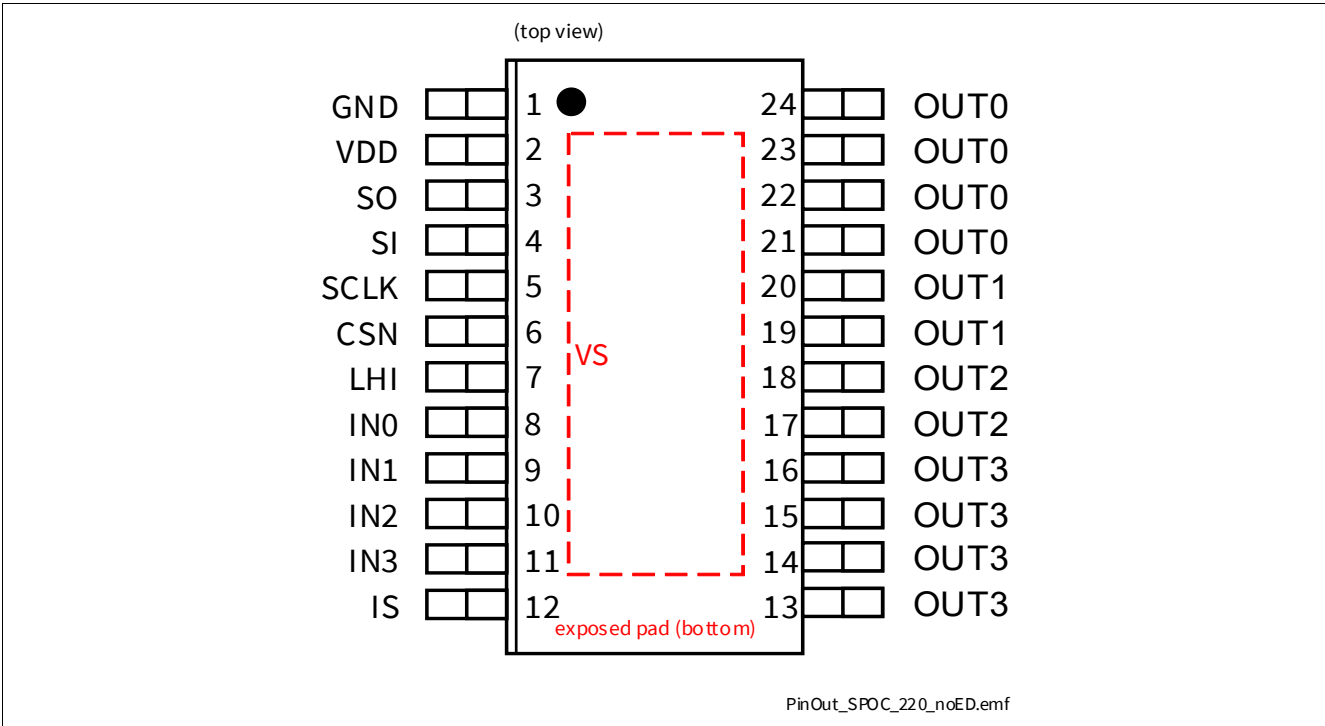 (top view)
GND 1 24 OUT0
VDD 2 23 OUT0
SO 3 22 OUT0
SI 4 21 OUT0
SCLK 5 20 OUT1
CSN 6 19 OUT1
VS
LHI 7 18 OUT2
IN0 8 17 OUT2
IN1 9 16 OUT3
IN2 10 15 OUT3
IN3 11 14 OUT3
IS 12 13 OUT3
exposed pad (bottom)
PinOut_SPOC_220_noED.emf